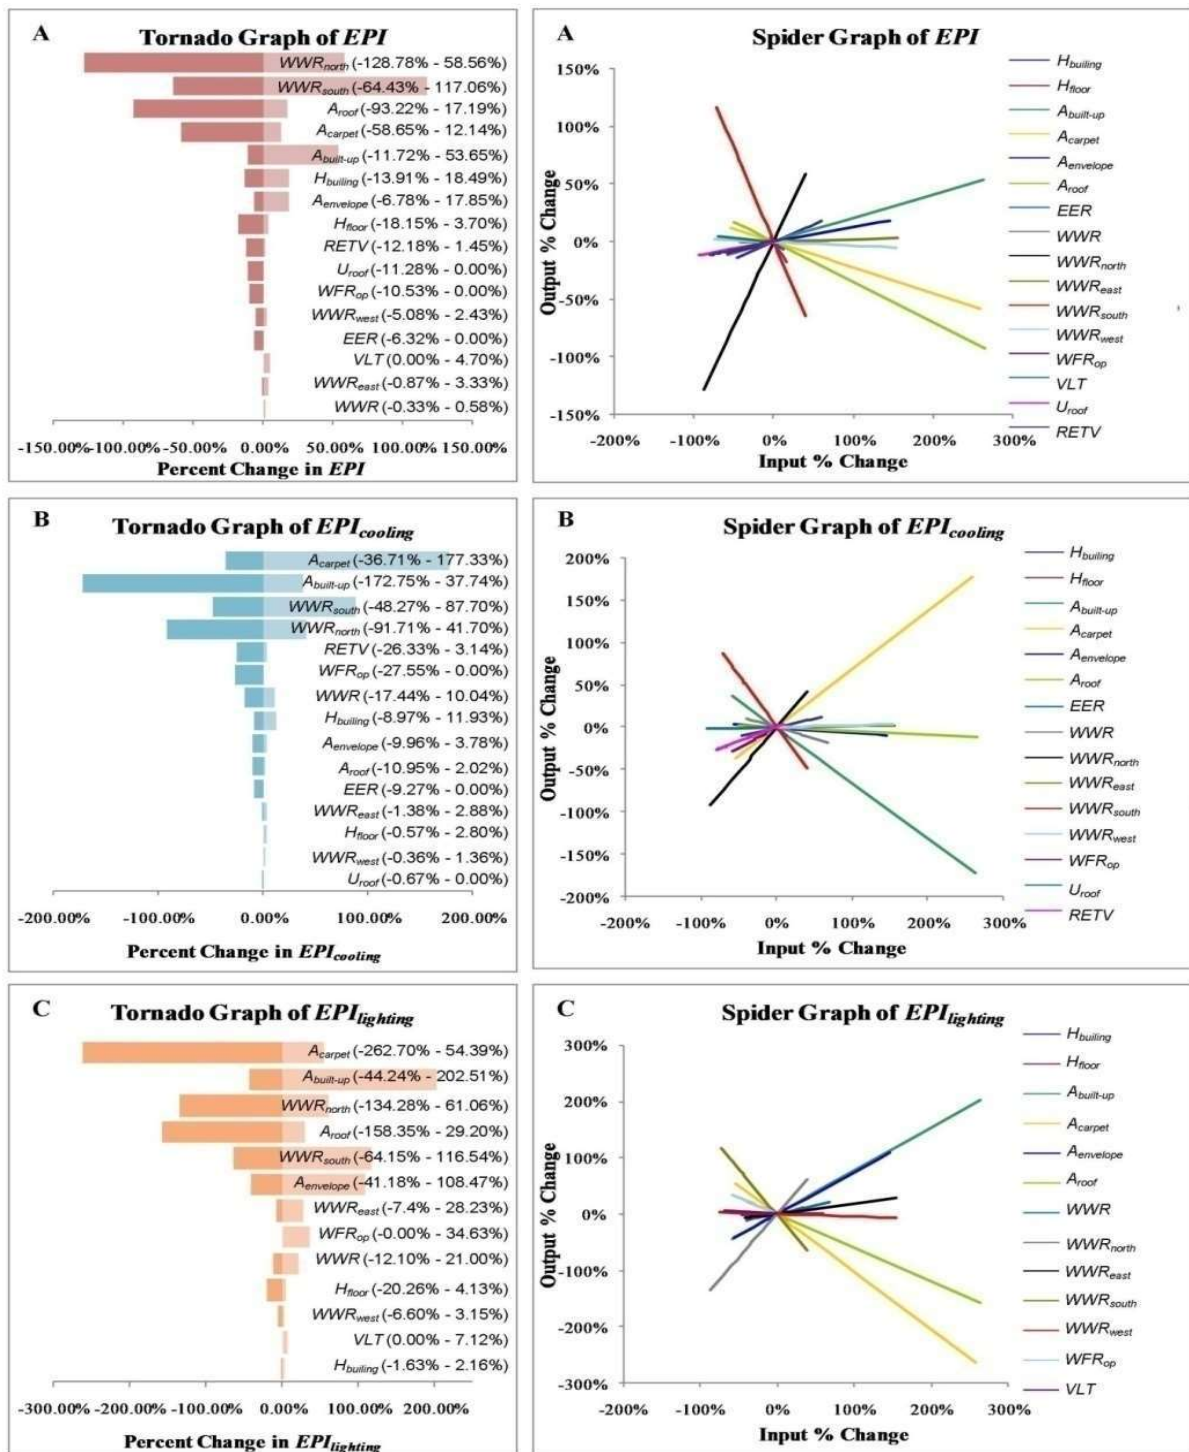 A
Tornado Graph of EPI
WWRnorth (-128.78% - 58.56%)
WWRsouth (-64.43% - 117.06%)
Aroof (-93.22% - 17.19%)
Acarpet (-58.65% - 12.14%)
Abuilt-up (-11.72% - 53.65%)
Hbuiling (-13.91% - 18.49%)
Aenvelope (-6.78% - 17.85%)
Hfloor (-18.15% - 3.70%)
RETV (-12.18% - 1.45%)
Uroof (-11.28% - 0.00%)
WFRop (-10.53% - 0.00%)
WWRwest (-5.08% - 2.43%)
EER (-6.32% - 0.00%)
VLT (0.00% - 4.70%)
WWReast (-0.87% - 3.33%)
WWR (-0.33% - 0.58%)
-150.00% -100.00% -50.00% 0.00% 50.00% 100.00% 150.00%
Percent Change in EPI
A
Spider Graph of EPI
150%
100%
50%
0%
-50%
-100%
-150%
Output % Change
-200% -100% 0% 100% 200% 300%
Input % Change
Hbuiling
Hfloor
Abuilt-up
Acarpet
Aenvelope
Aroof
EER
WWR
WWRnorth
WWReast
WWRsouth
WWRwest
WFRop
VLT
Uroof
RETV
B
Tornado Graph of EPIcooling
Acarpet (-36.71% - 177.33%)
Abuilt-up (-172.75% - 37.74%)
WWRsouth (-48.27% - 87.70%)
WWRnorth (-91.71% - 41.70%)
RETV (-26.33% - 3.14%)
WFRop (-27.55% - 0.00%)
WWR (-17.44% - 10.04%)
Hbuiling (-8.97% - 11.93%)
Aenvelope (-9.96% - 3.78%)
Aroof (-10.95% - 2.02%)
EER (-9.27% - 0.00%)
WWReast (-1.38% - 2.88%)
Hfloor (-0.57% - 2.80%)
WWRwest (-0.36% - 1.36%)
Uroof (-0.67% - 0.00%)
-200.00% -100.00% 0.00% 100.00% 200.00%
Percent Change in EPIcooling
B
Spider Graph of EPIcooling
200%
150%
100%
50%
0%
-50%
-100%
-150%
-200%
Output % Change
-200% -100% 0% 100% 200% 300%
Input % Change
Hbuiling
Hfloor
Abuilt-up
Acarpet
Aenvelope
Aroof
EER
WWR
WWRnorth
WWReast
WWRsouth
WWRwest
WFRop
Uroof
RETV
C
Tornado Graph of EPIlighting
Acarpet (-262.70% - 54.39%)
Abuilt-up (-44.24% - 202.51%)
WWRnorth (-134.28% - 61.06%)
Aroof (-158.35% - 29.20%)
WWRsouth (-64.15% - 116.54%)
Aenvelope (-41.18% - 108.47%)
WWReast (-7.4% - 28.23%)
WFRop (-0.00% - 34.63%)
WWR (-12.10% - 21.00%)
Hfloor (-20.26% - 4.13%)
WWRwest (-6.60% - 3.15%)
VLT (0.00% - 7.12%)
Hbuiling (-1.63% - 2.16%)
-300.00% -200.00% -100.00% 0.00% 100.00% 200.00%
Percent Change in EPIlighting
C
Spider Graph of EPIlighting
300%
200%
100%
0%
-100%
-200%
-300%
Output % Change
-200% -100% 0% 100% 200% 300%
Input % Change
Hbuiling
Hfloor
Abuilt-up
Acarpet
Aenvelope
Aroof
WWR
WWRnorth
WWReast
WWRsouth
WWRwest
WFRop
VLT